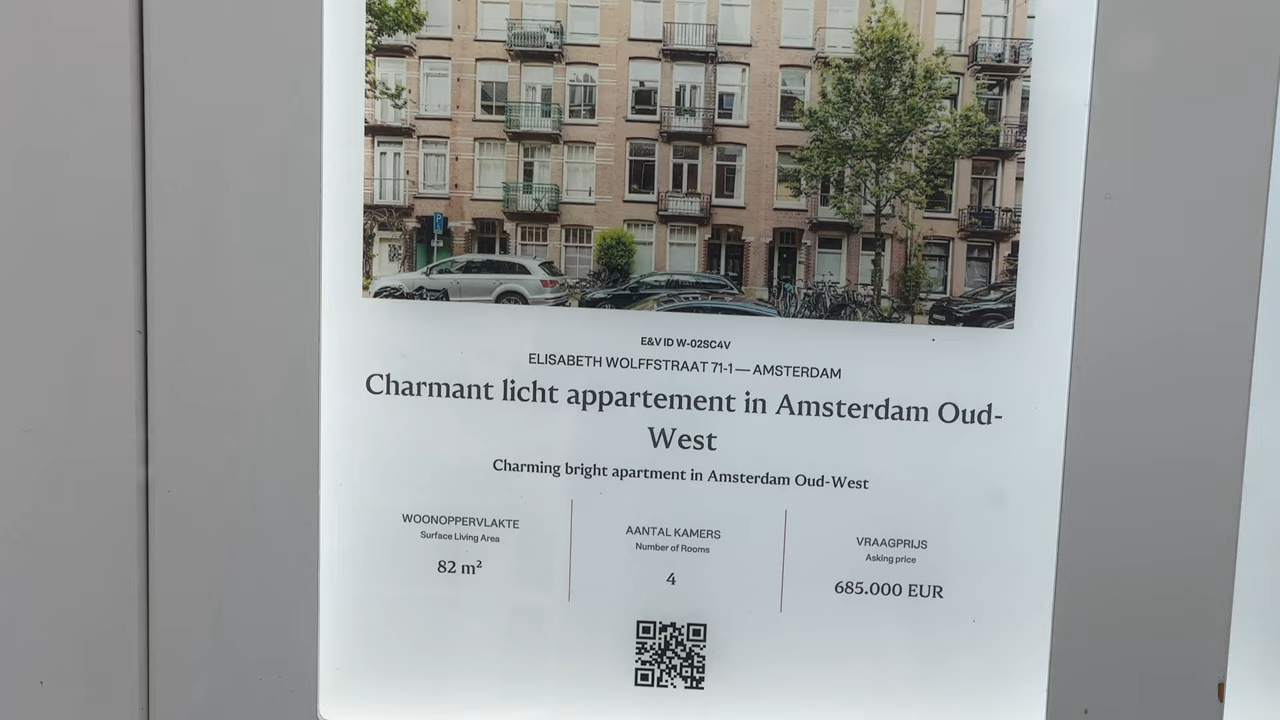 P
E&V ID W-02SC4V
ELISABETH WOLFFSTRAAT 71-1 — AMSTERDAM
Charmant licht appartement in Amsterdam Oud-
West
Charming bright apartment in Amsterdam Oud-West
WOONOPPERVLAKTE
Surface Living Area
82 m²
AANTAL KAMERS
Number of Rooms
4
VRAAGPRIJS
Asking price
685.000 EUR